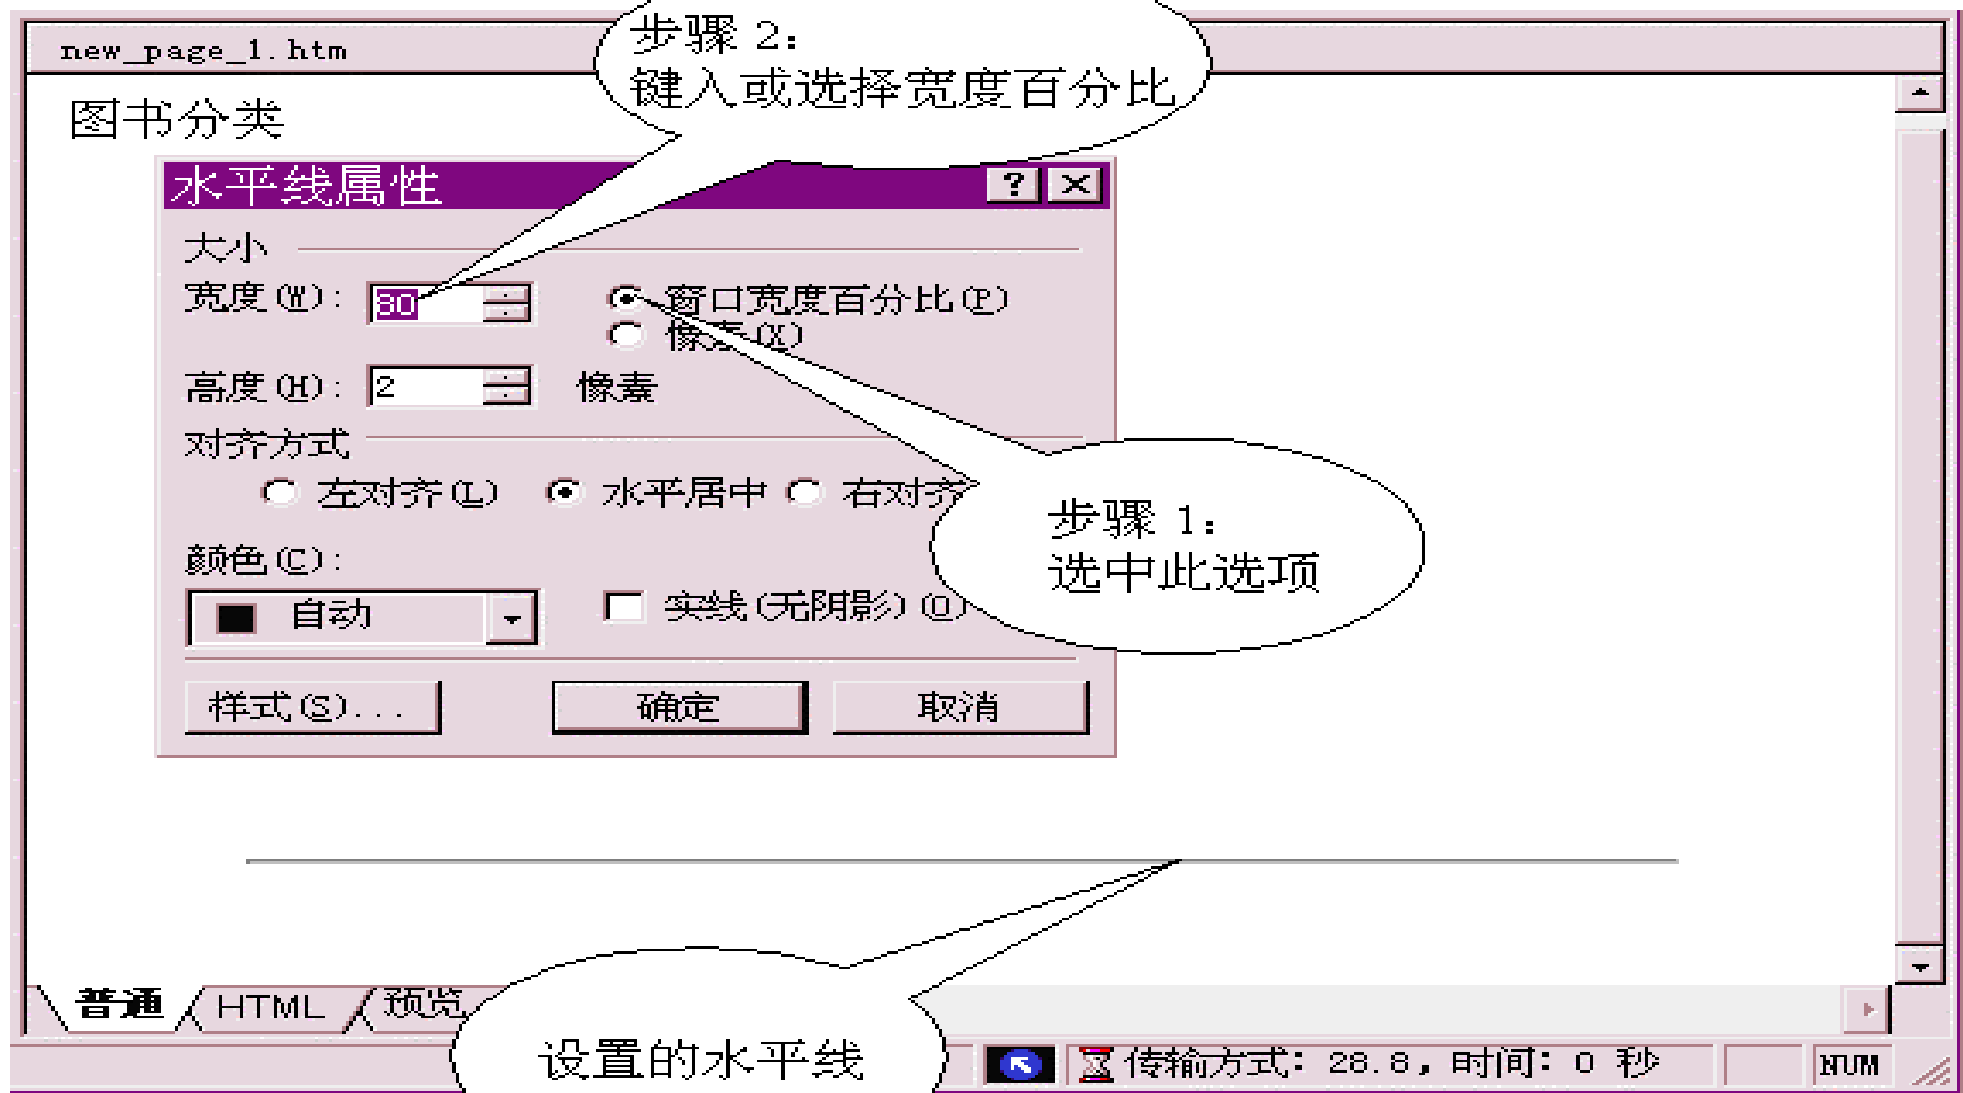 步骤 2：
new_page_1.htm
键入或选择宽度百分比
图书分类
水平线属性
大小
宽度(W)： 80 窗口宽度百分比(P)
像素(X)
高度(H)： 2 像素
对齐方式
左对齐(L) 水平居中 右对齐
步骤 1：
选中此选项
颜色(C)：
自动 实线(无阴影)(O)
样式(S)... 确定 取消
普通 HTML 预览
设置的水平线
传输方式：28.8，时间：0 秒 NUM